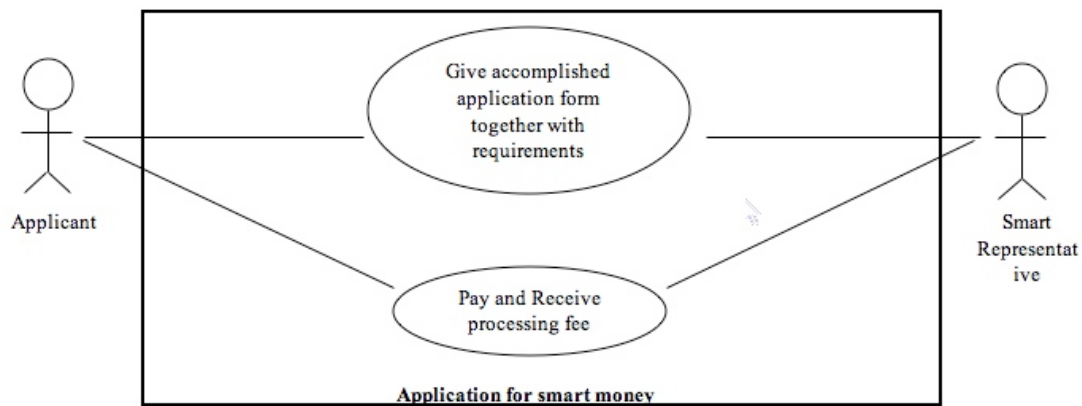 Give accomplished
application form
together with
requirements
Applicant
Smart
Representat
ive
Pay and Receive
processing fee
Application for smart money